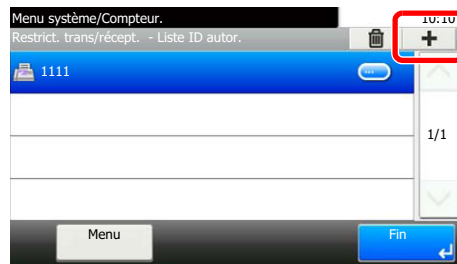 Menu système/Compteur.
10:10
Restrict. trans/récept. - Liste ID autor.
1111
1/1
Menu
Fin